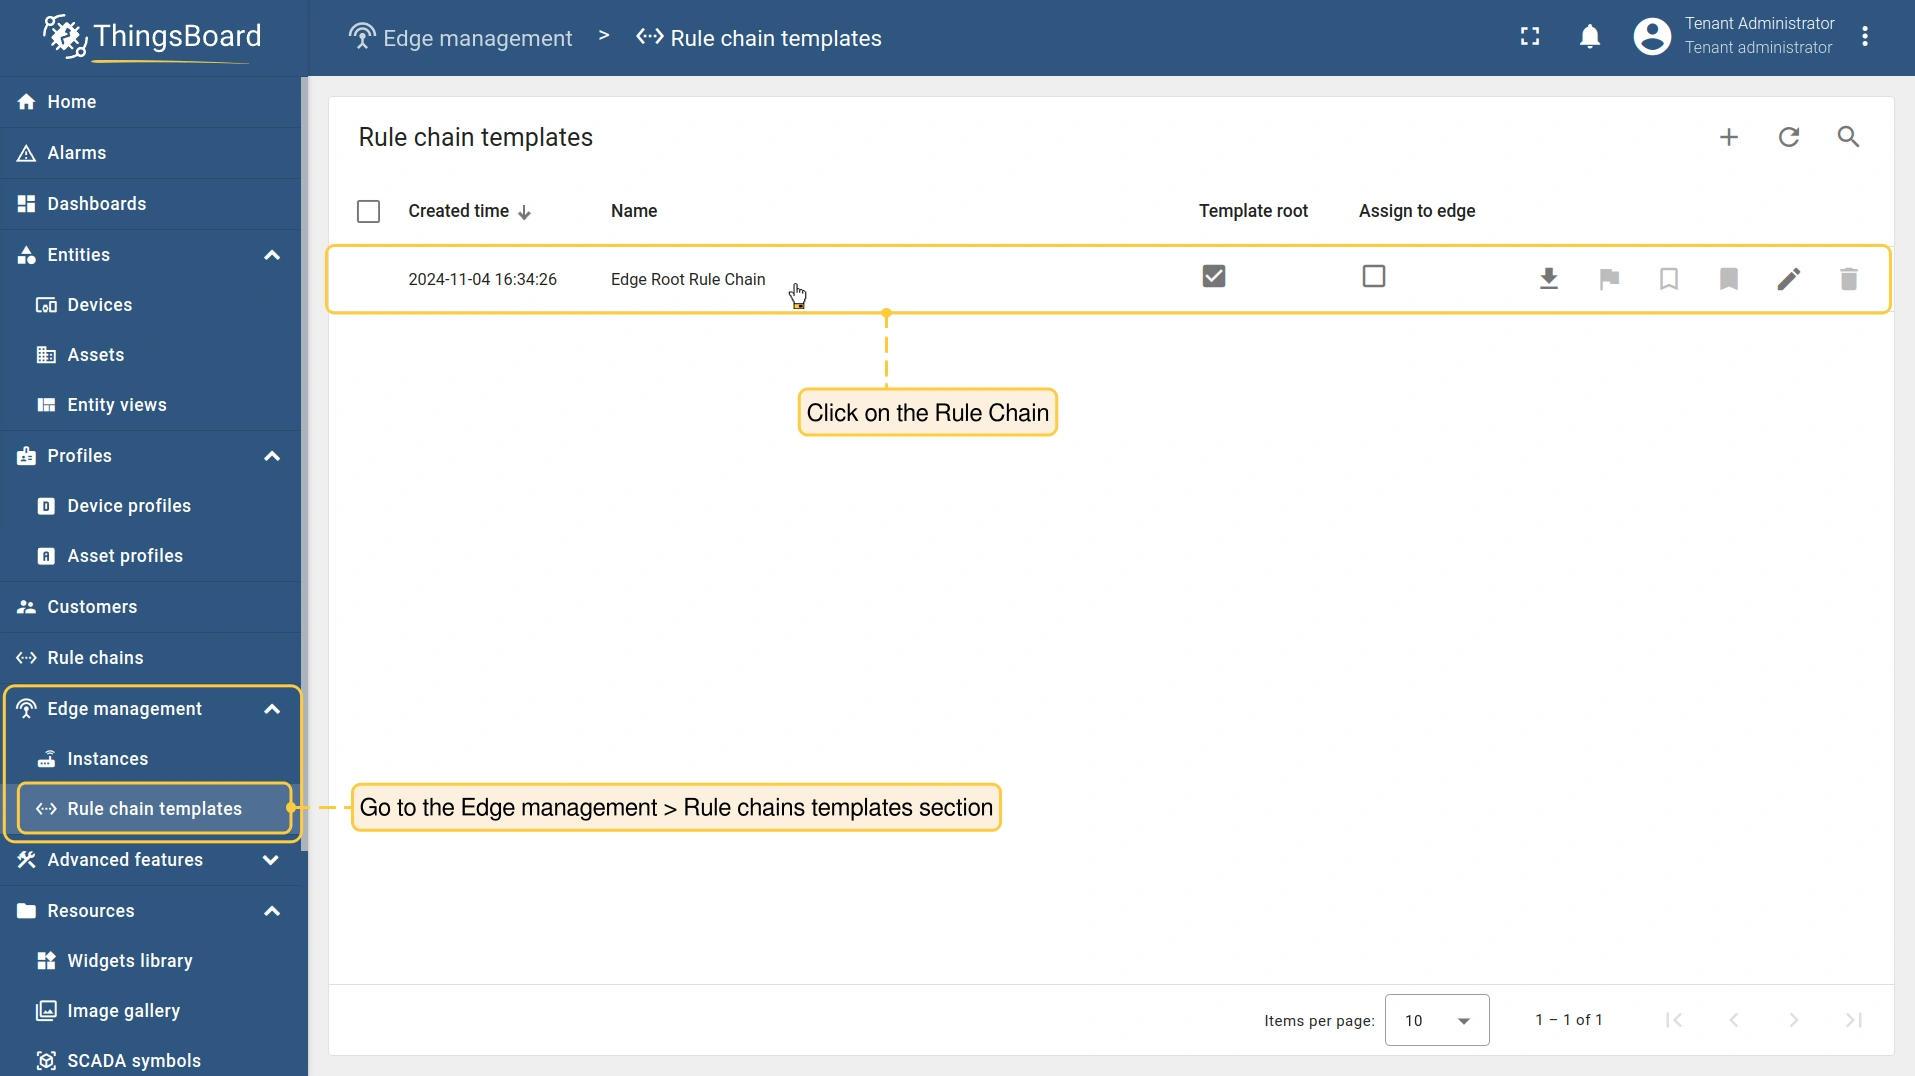 ThingsBoard
Edge management > Rule chain templates
Tenant Administrator
Tenant administrator
Home
Alarms
Dashboards
Entities
Devices
Assets
Entity views
Profiles
Device profiles
Asset profiles
Customers
Rule chains
Edge management
Instances
Rule chain templates
Advanced features
Resources
Widgets library
Image gallery
SCADA symbols
Rule chain templates
Created time Name Template root Assign to edge
2024-11-04 16:34:26 Edge Root Rule Chain
Click on the Rule Chain
Go to the Edge management > Rule chains templates section
Items per page: 10 1 – 1 of 1